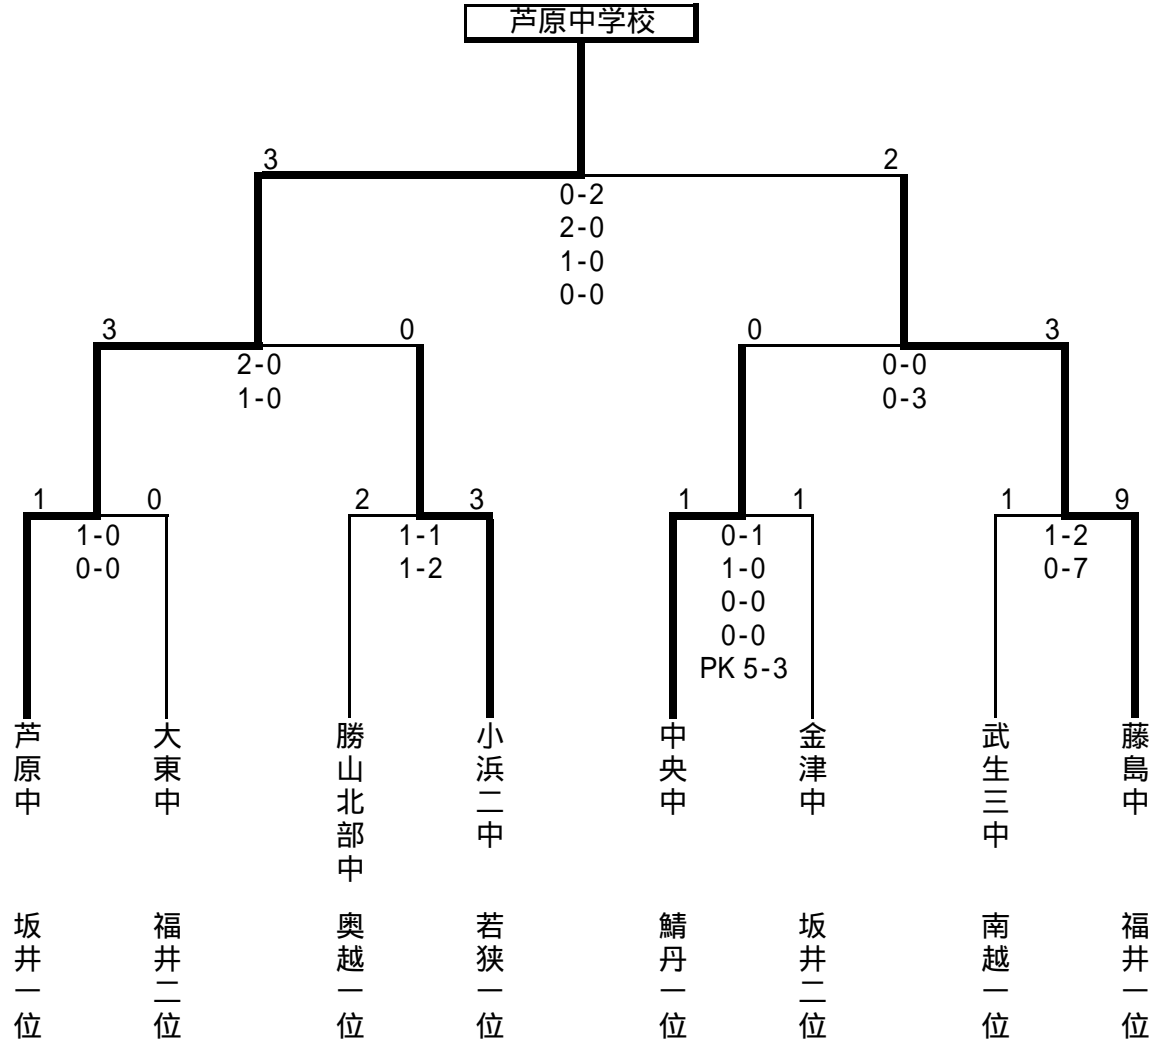 芦原中学校
3
2
0-2
2-0
1-0
0-0
3
0
0
3
2-0
1-0
0-0
0-3
1
0
2
3
1
1
1
9
1-0
0-0
1-1
1-2
0-1
1-0
0-0
0-0
PK 5-3
1-2
0-7
芦原中
大東中
勝山北部中
小浜二中
中央中
金津中
武生三中
藤島中
坂井一位
福井二位
奥越一位
若狭一位
鯖丹一位
坂井二位
南越一位
福井一位